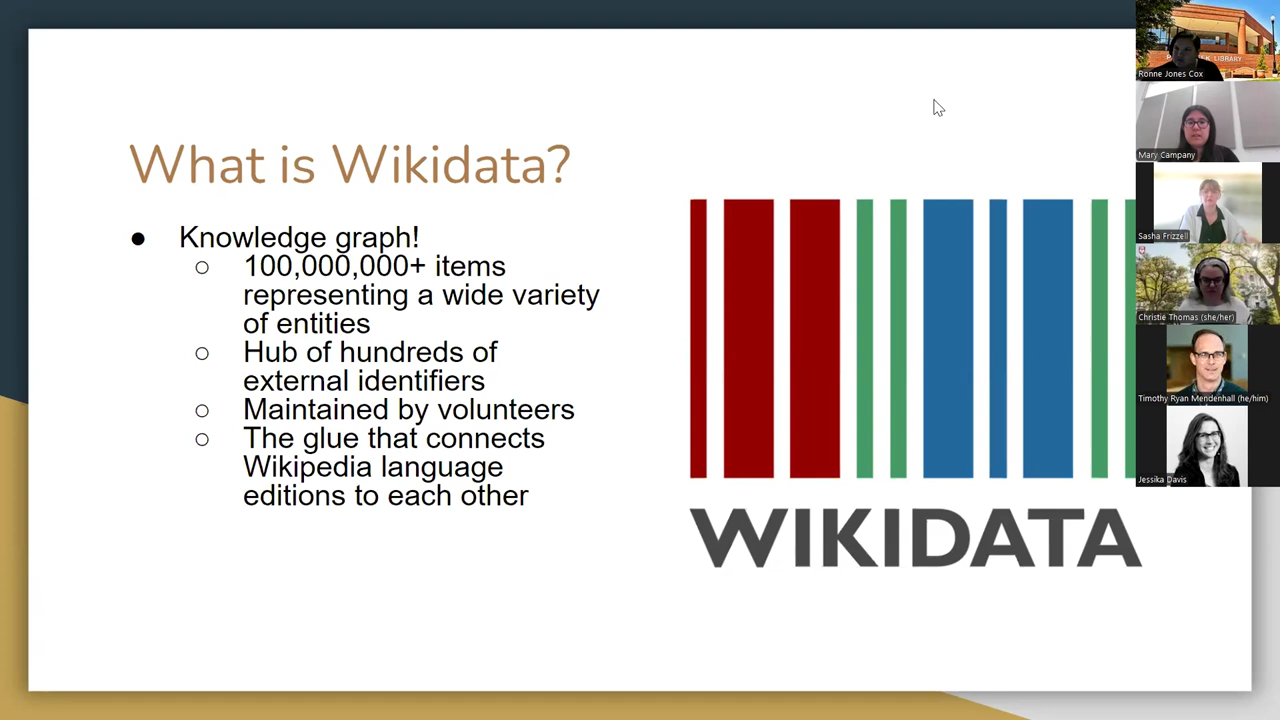 What is Wikidata?
● Knowledge graph!
○ 100,000,000+ items
representing a wide variety
of entities
○ Hub of hundreds of
external identifiers
○ Maintained by volunteers
○ The glue that connects
Wikipedia language
editions to each other
WIKIDATA
LIBRARY
Ronne Jones Cox
Mary Campany
Sasha Frizzell
Christie Thomas (she/her)
Timothy Ryan Mendenhall (he/him)
Jessika Davis